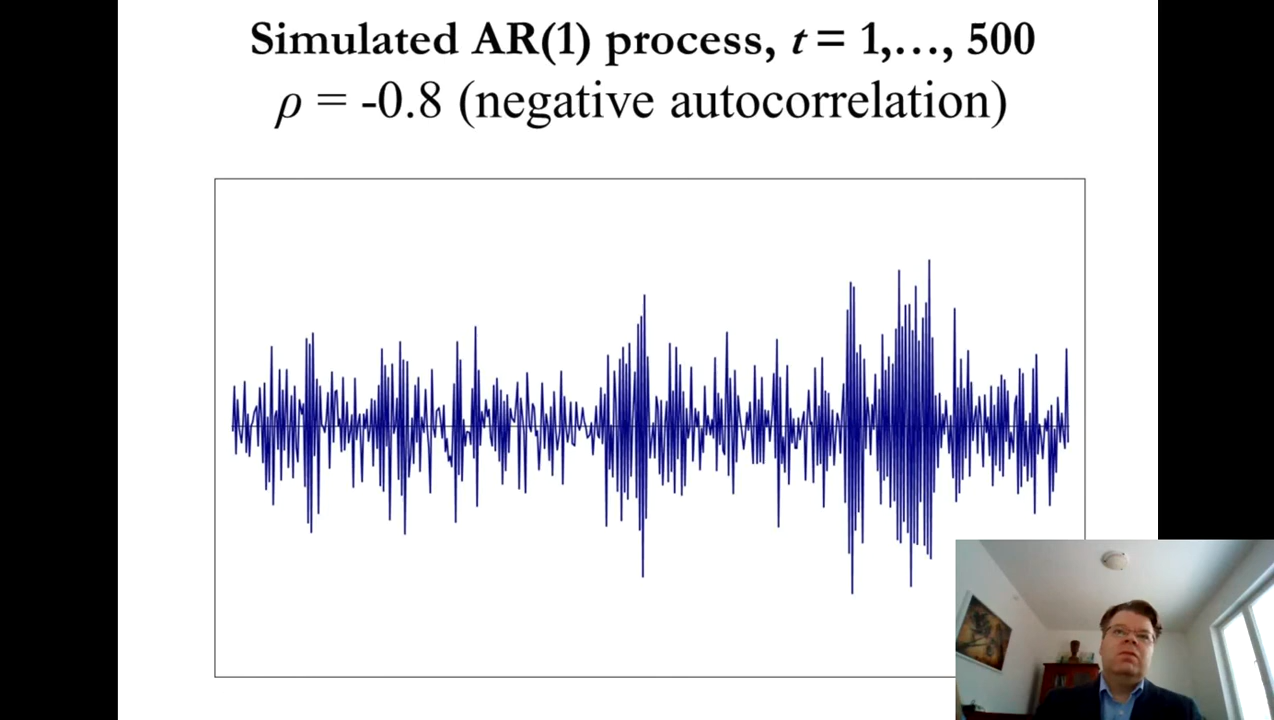 Simulated AR(1) process, t = 1,…, 500
ρ = -0.8 (negative autocorrelation)